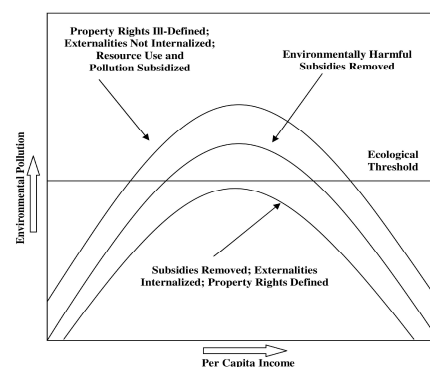 Property Rights Ill-Defined;
Externalities Not Internalized;
Resource Use and
Pollution Subsidized
Environmentally Harmful
Subsidies Removed
Ecological
Threshold
Environmental Pollution
Subsidies Removed; Externalities
Internalized; Property Rights Defined
Per Capita Income